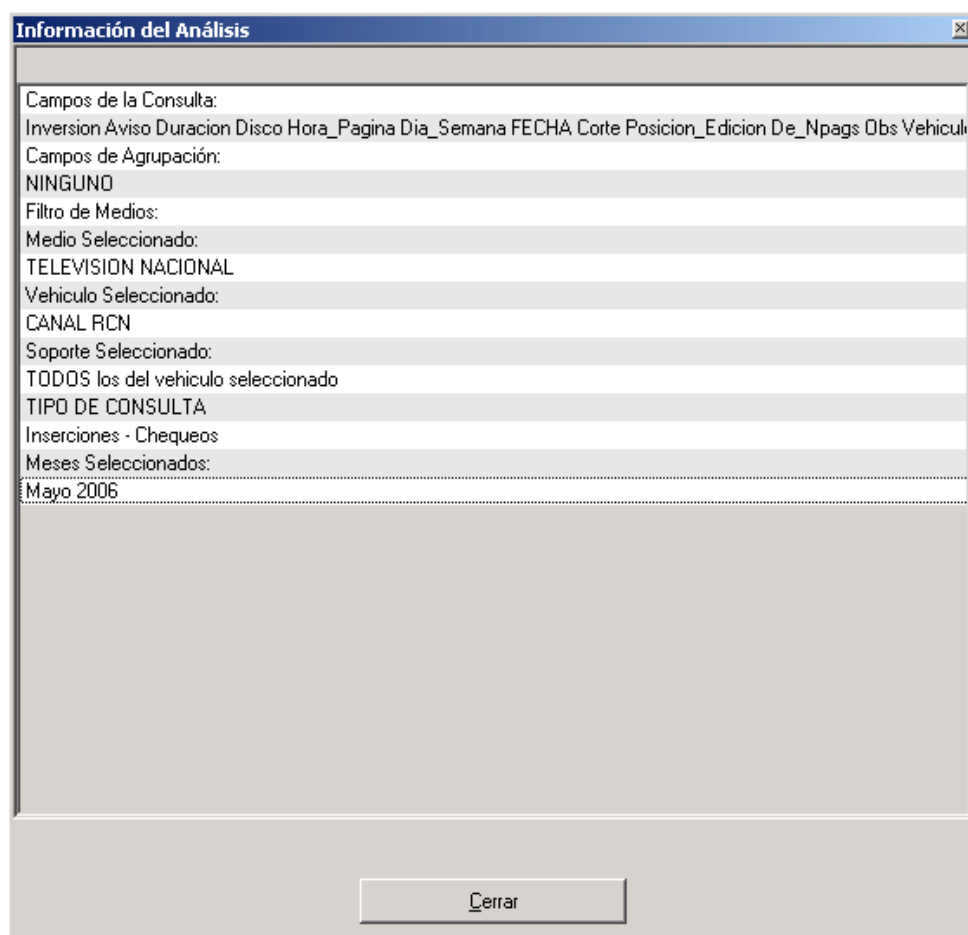 Información del Análisis
Campos de la Consulta:
Inversion Aviso Duracion Disco Hora_Pagina Dia_Semana FECHA Corte Posicion_Edicion De_Npags Obs
Campos de Agrupación:
NINGUNO
Filtro de Medios:
Medio Seleccionado:
TELEVISION NACIONAL
Vehiculo Seleccionado:
CANAL RCN
Soporte Seleccionado:
TODOS los del vehiculo seleccionado
TIPO DE CONSULTA
Inserciones - Chequeos
Meses Seleccionados:
Mayo 2006
Cerrar